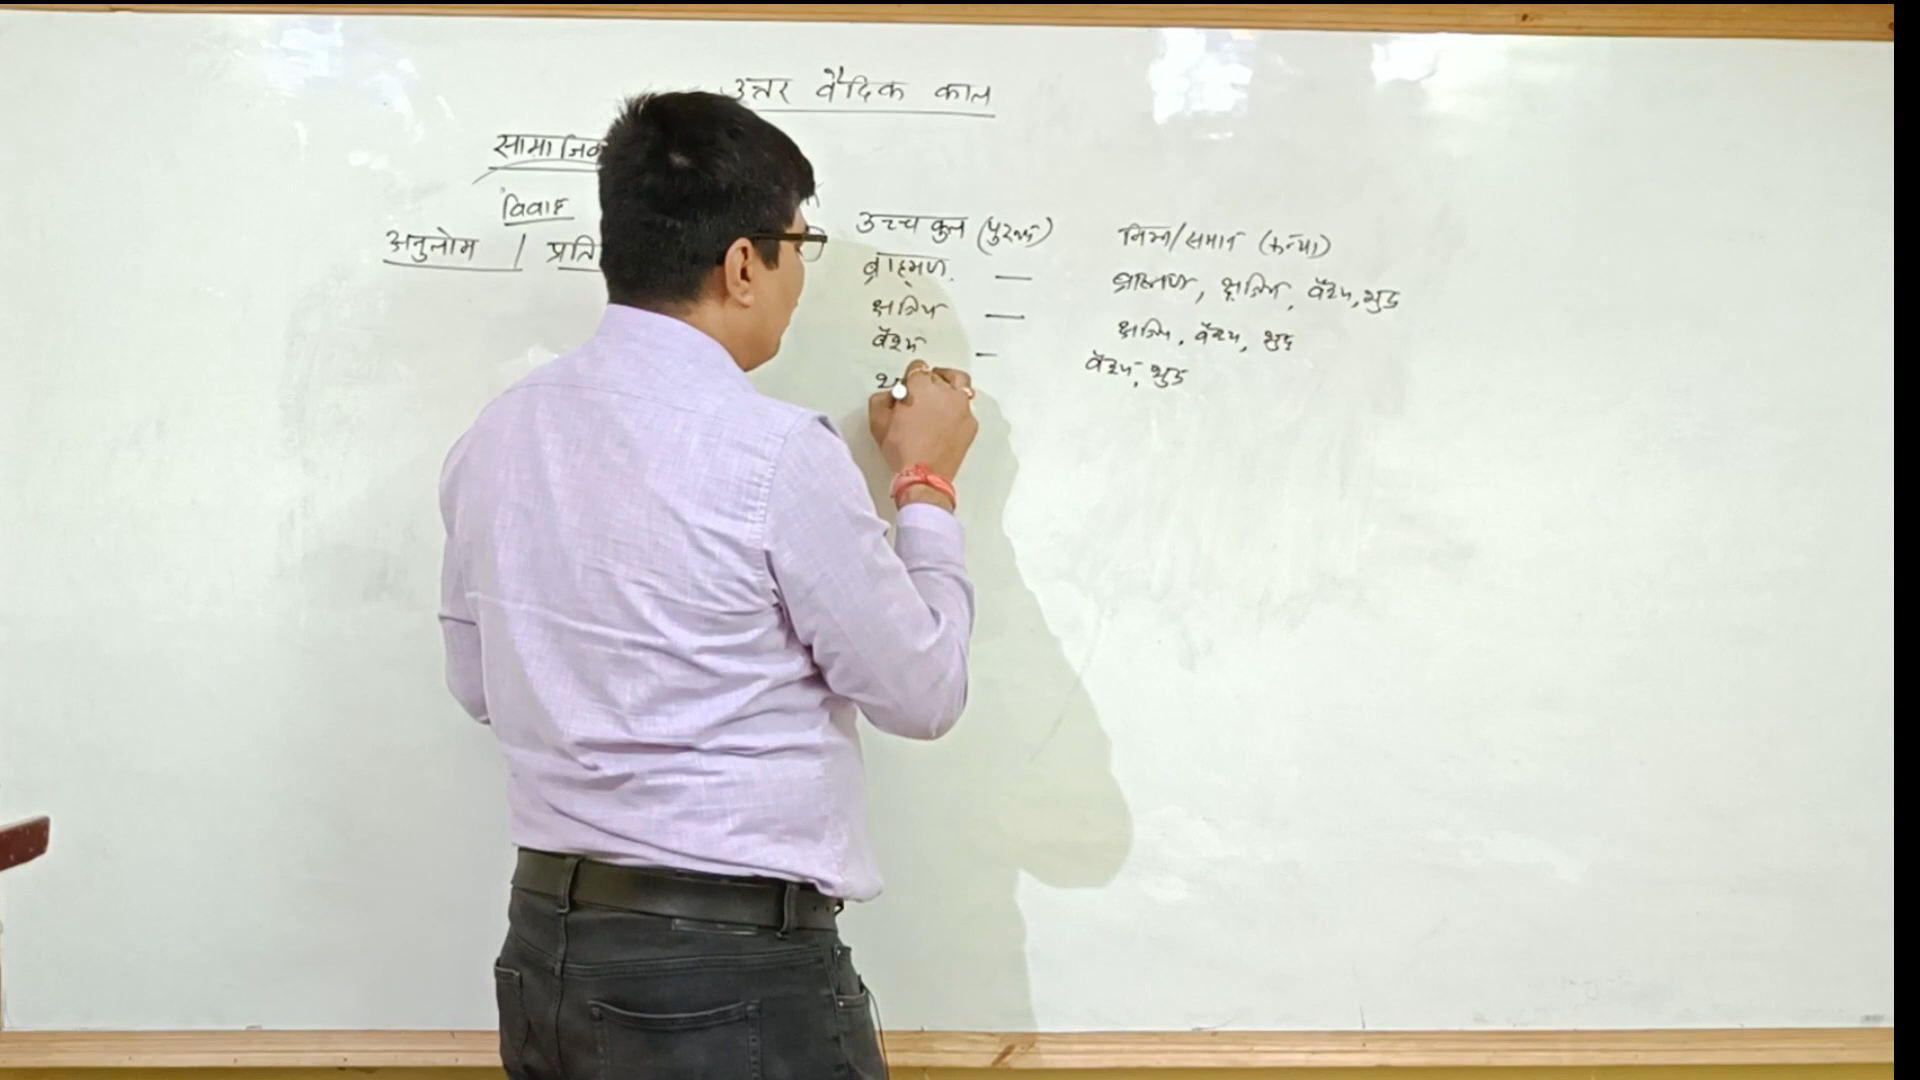 उत्तर वैदिक काल
सामाजिक
विवाह
अनुलोम / प्रति
उच्च कुल (पुरुष) निम्न/समान (कन्या)
ब्राह्मण. — ब्राह्मण, क्षत्रिय, वैश्य, शुद्र
क्षत्रिय — क्षत्रिय, वैश्य, शुद्र
वैश्य — वैश्य, शुद्र